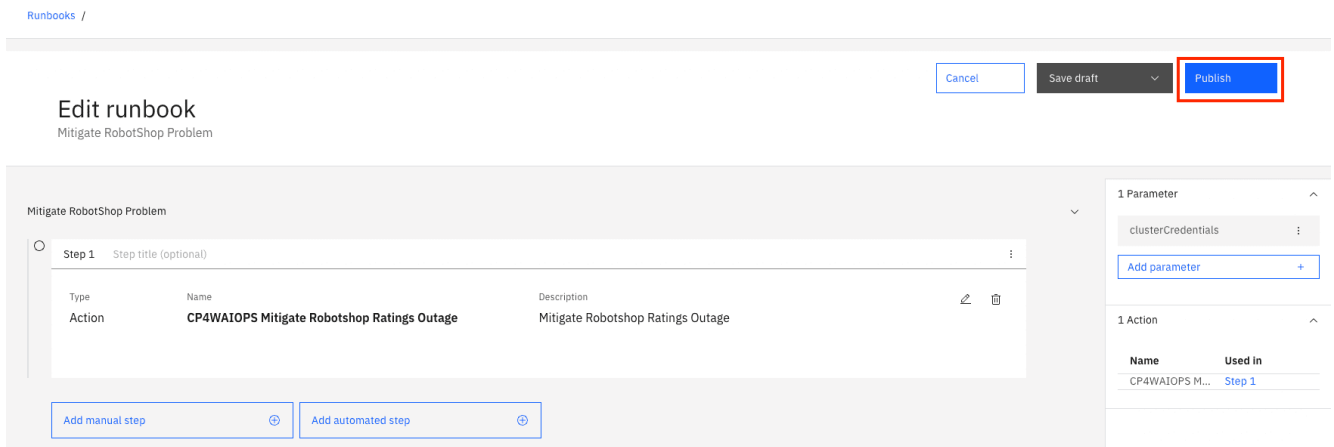 Runbooks /
Cancel
Save draft
Publish
Edit runbook
Mitigate RobotShop Problem
1 Parameter
Mitigate RobotShop Problem
clusterCredentials
Step 1 Step title (optional)
Add parameter +
Type Name Description
Action CP4WAIOPS Mitigate Robotshop Ratings Outage Mitigate Robotshop Ratings Outage
1 Action
Name Used in
CP4WAIOPS M... Step 1
Add manual step
Add automated step